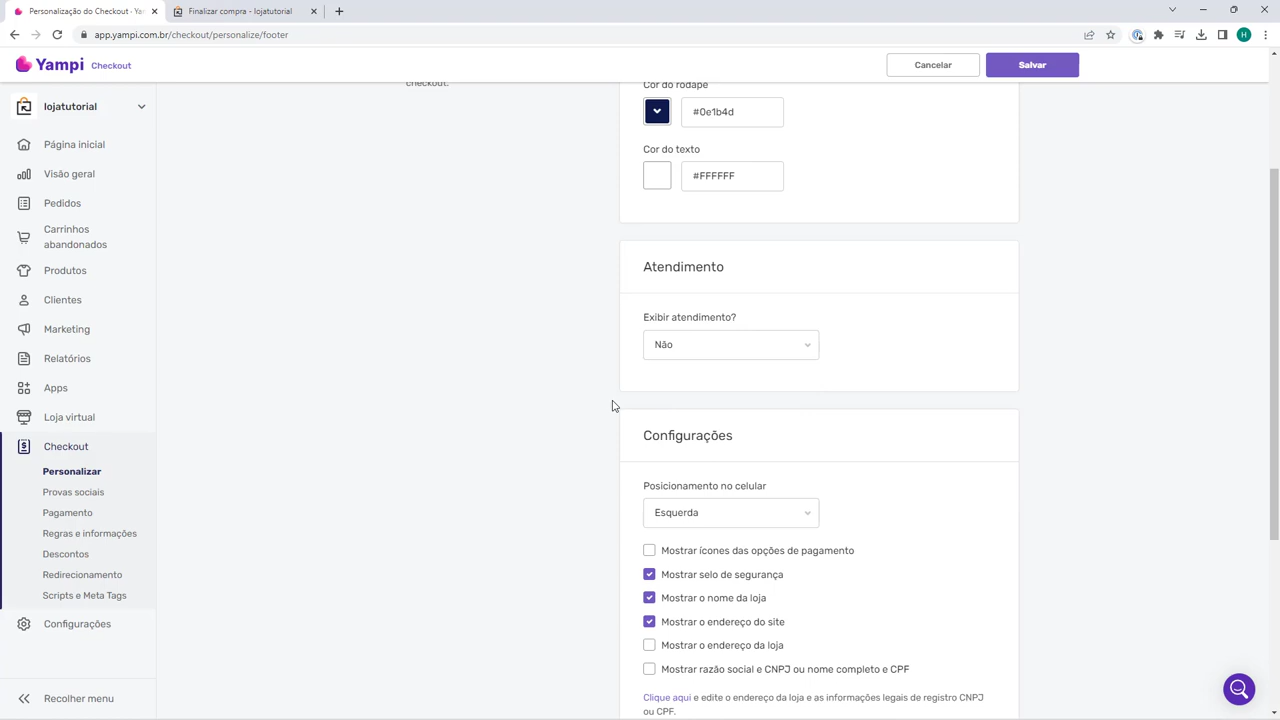 Personalização do Checkout · Yam
Finalizar compra - lojatutorial
app.yampi.com.br/checkout/personalize/footer
H
Yampi Checkout
Cancelar
Salvar
checkout.
lojatutorial
Página inicial
Visão geral
Pedidos
Carrinhos
abandonados
Produtos
Clientes
Marketing
Relatórios
Apps
Loja virtual
Checkout
Personalizar
Provas sociais
Pagamento
Regras e informações
Descontos
Redirecionamento
Scripts e Meta Tags
Configurações
Recolher menu
Cor do rodapé
#0e1b4d
Cor do texto
#FFFFFF
Atendimento
Exibir atendimento?
Não
Configurações
Posicionamento no celular
Esquerda
Mostrar ícones das opções de pagamento
Mostrar selo de segurança
Mostrar o nome da loja
Mostrar o endereço do site
Mostrar o endereço da loja
Mostrar razão social e CNPJ ou nome completo e CPF
Clique aqui e edite o endereço da loja e as informações legais de registro CNPJ
ou CPF.